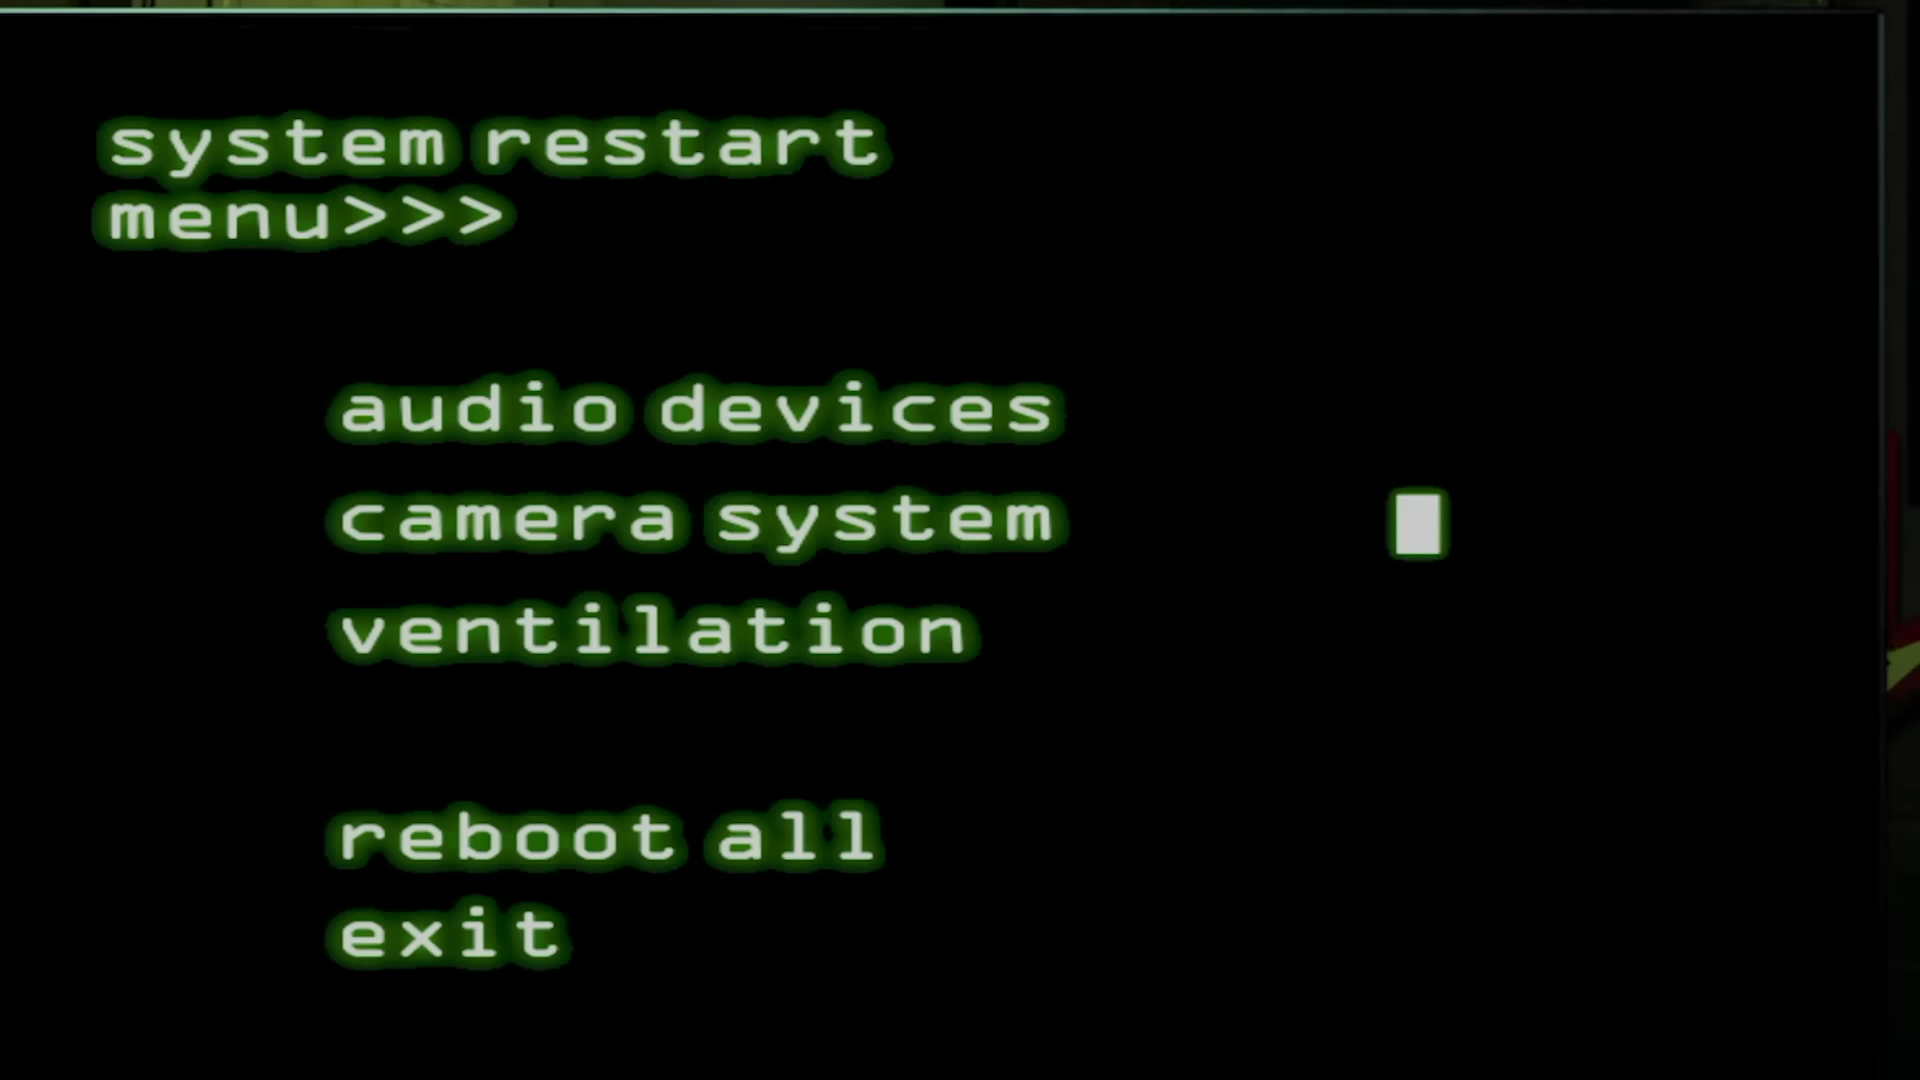 system restart
menu>>>
audio devices
camera system
ventilation
reboot all
exit